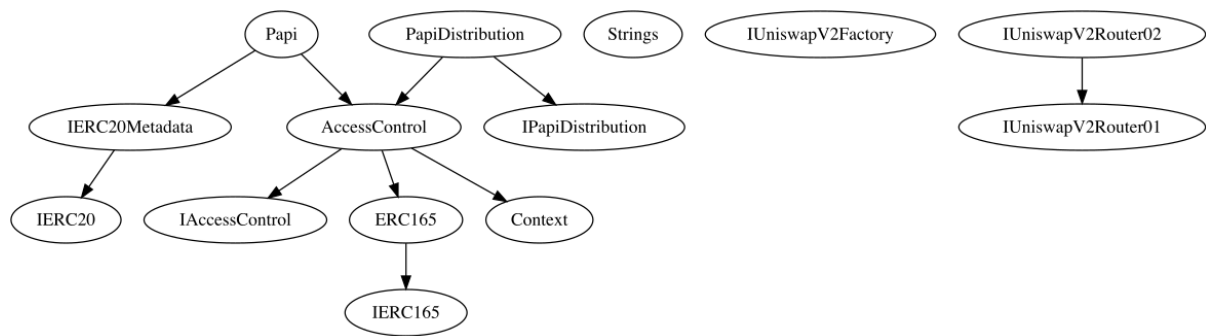 Papi
PapiDistribution
Strings
IUniswapV2Factory
IUniswapV2Router02
IERC20Metadata
AccessControl
IPapiDistribution
IUniswapV2Router01
IERC20
IAccessControl
ERC165
Context
IERC165